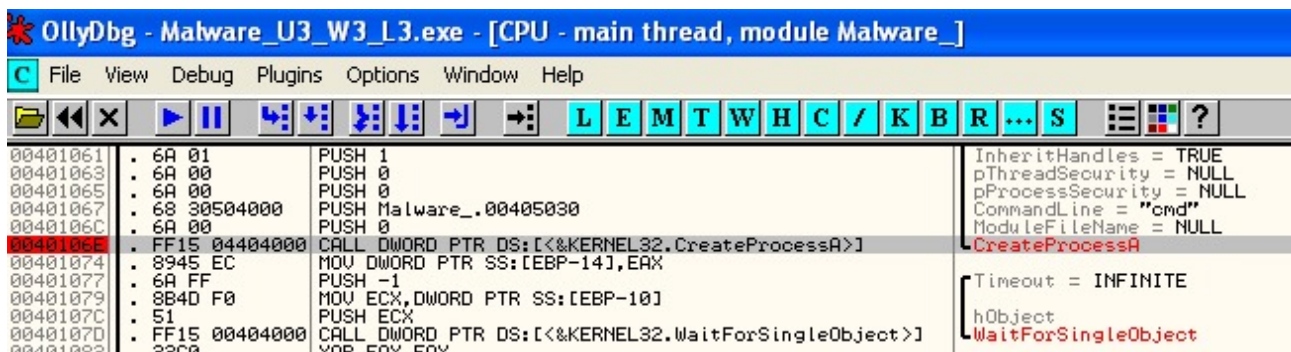 OllyDbg - Malware_U3_W3_L3.exe - [CPU - main thread, module Malware_]
C File View Debug Plugins Options Window Help
L E M T W H C / K B R ... S ?
00401061 . 6A 01 PUSH 1 InheritHandles = TRUE
00401063 . 6A 00 PUSH 0 pThreadSecurity = NULL
00401065 . 6A 00 PUSH 0 pProcessSecurity = NULL
00401067 . 68 30504000 PUSH Malware_.00405030 CommandLine = "cmd"
0040106C . 6A 00 PUSH 0 ModuleFileName = NULL
0040106E . FF15 04404000 CALL DWORD PTR DS:[<&KERNEL32.CreateProcessA>] CreateProcessA
00401074 . 8945 EC MOV DWORD PTR SS:[EBP-14],EAX
00401077 . 6A FF PUSH -1 Timeout = INFINITE
00401079 . 8B4D F0 MOV ECX,DWORD PTR SS:[EBP-10]
0040107C . 51 PUSH ECX hObject
0040107D . FF15 00404000 CALL DWORD PTR DS:[<&KERNEL32.WaitForSingleObject>] WaitForSingleObject
00401083 . 33C0 XOR EAX,EAX